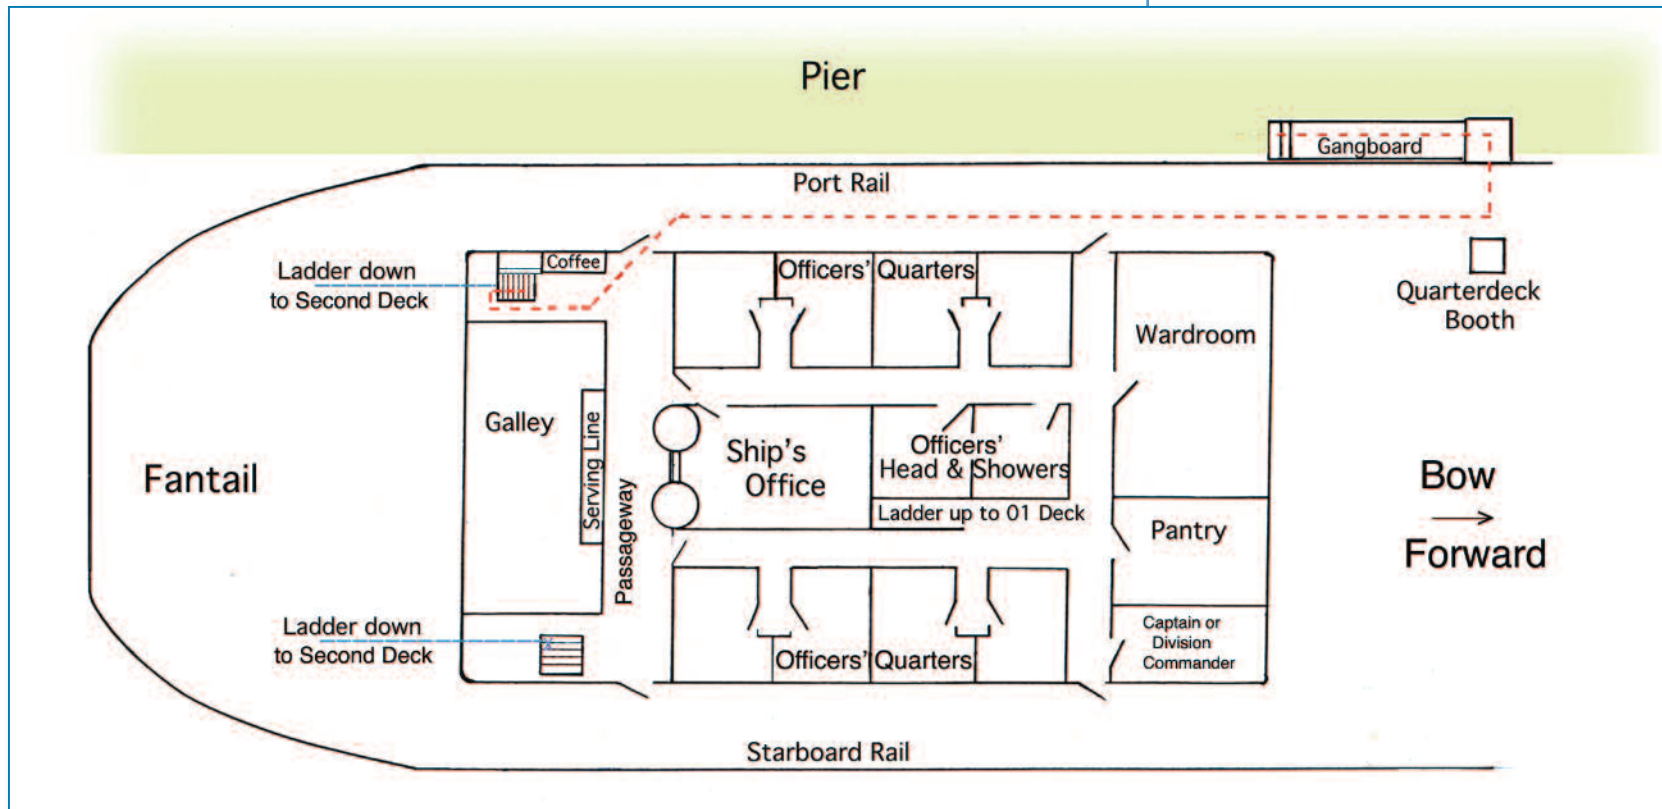 Pier
Gangboard
Port Rail
Coffee
Officers' Quarters
Ladder down
to Second Deck
Quarterdeck
Booth
Wardroom
Galley
Serving Line
Passageway
Ship's
Office
Officers'
Head & Showers
Ladder up to 01 Deck
Pantry
Fantail
Bow
Forward
Ladder down
to Second Deck
Officers' Quarters
Captain or
Division
Commander
Starboard Rail